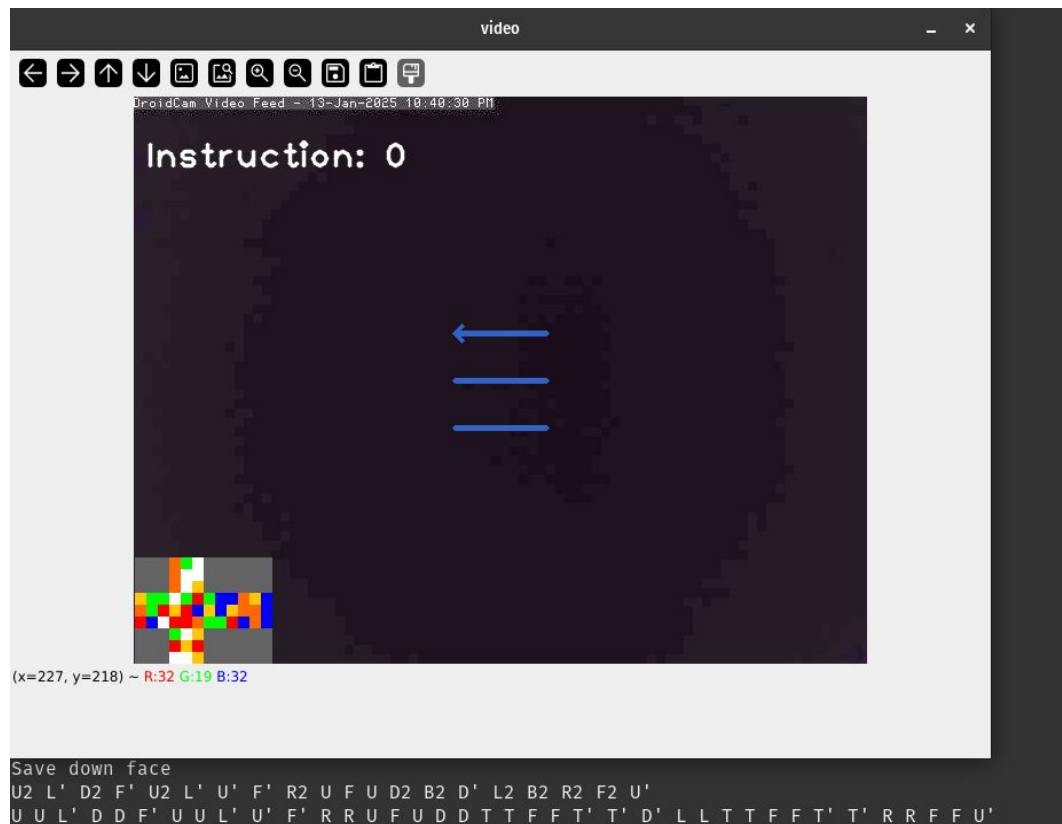 video
DroidCam Video Feed - 13-Jan-2025 10:40:30 PM
Instruction: 0
(x=227, y=218) ~ R:32 G:19 B:32
Save down face
U2 L' D2 F' U2 L' U' F' R2 U F U D2 B2 D' L2 B2 R2 F2 U'
U U L' D D F' U U L' U' F' R R U F U D D T T F F T' T' D' L L T T F F T' T' R R F F U'